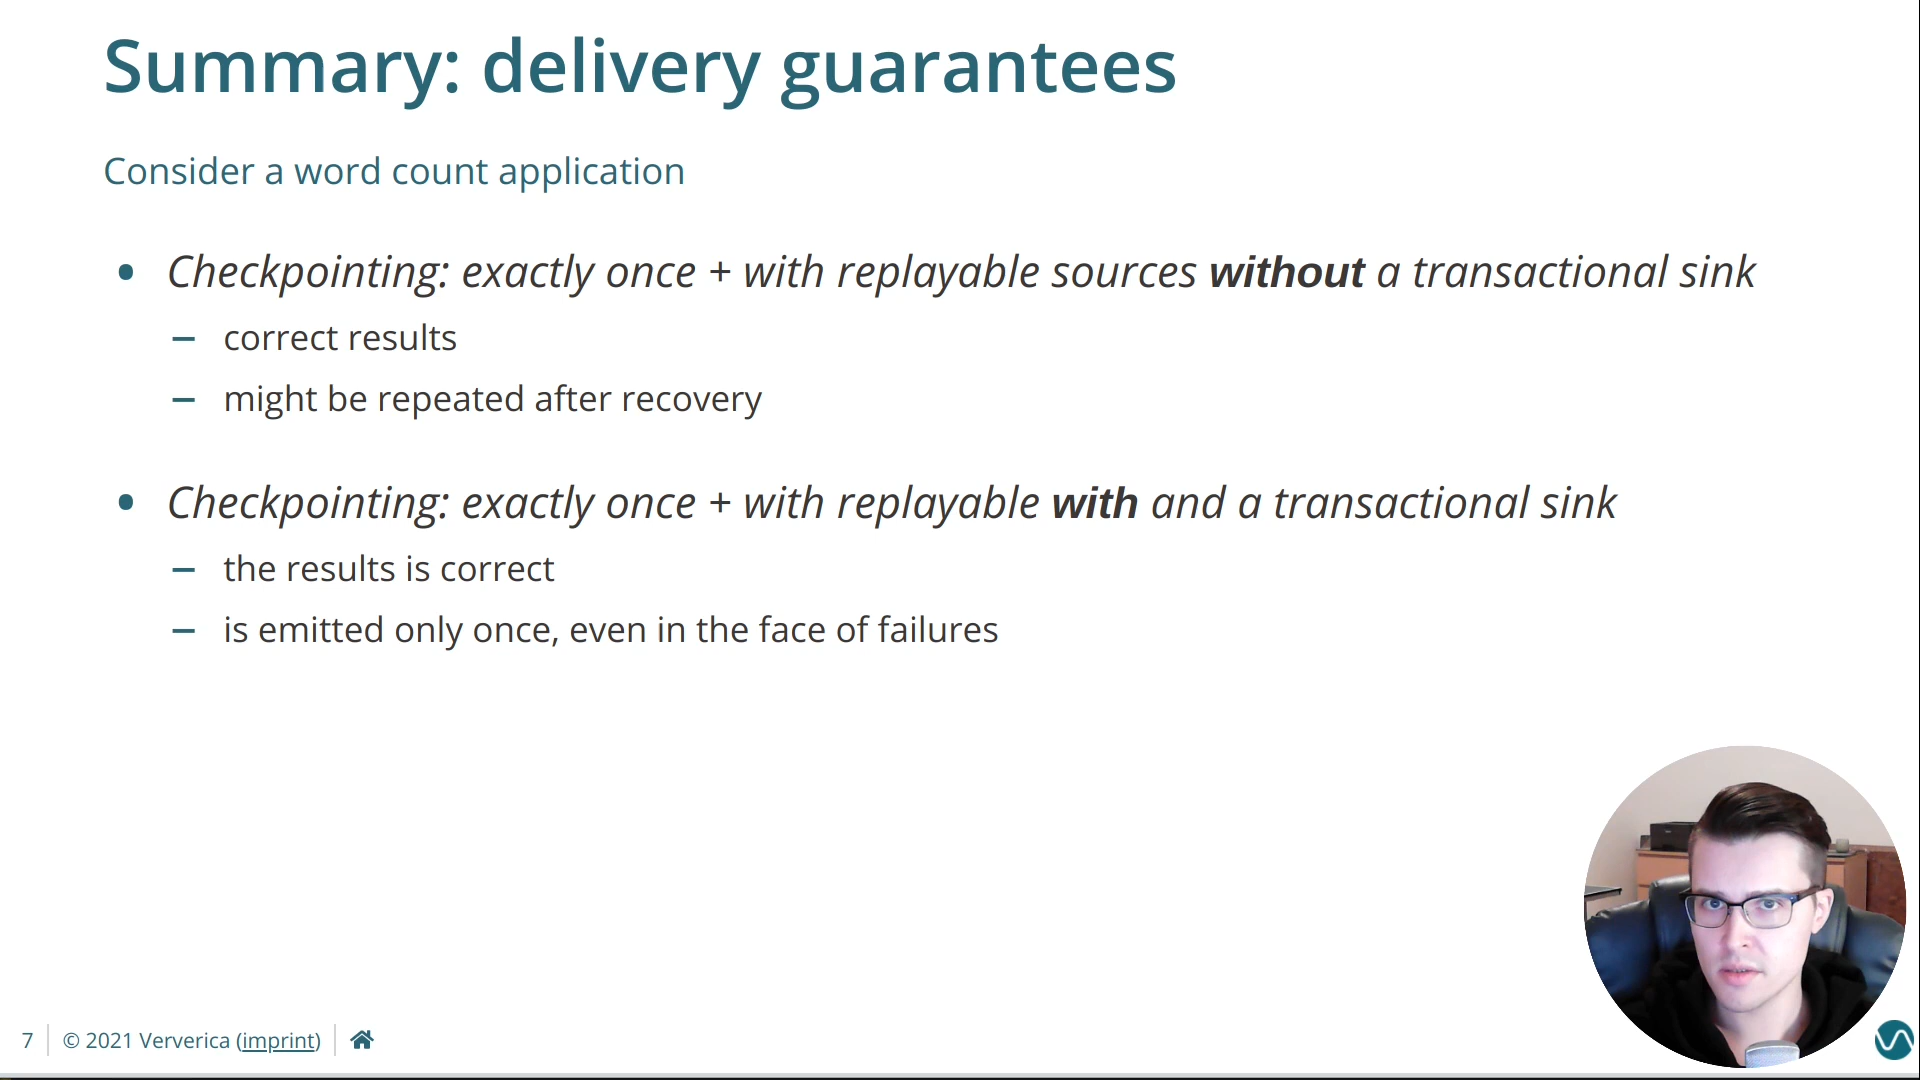 Summary: delivery guarantees
Consider a word count application
• Checkpointing: exactly once + with replayable sources without a transactional sink
– correct results
– might be repeated after recovery
• Checkpointing: exactly once + with replayable with and a transactional sink
– the results is correct
– is emitted only once, even in the face of failures
7 © 2021 Ververica (imprint)